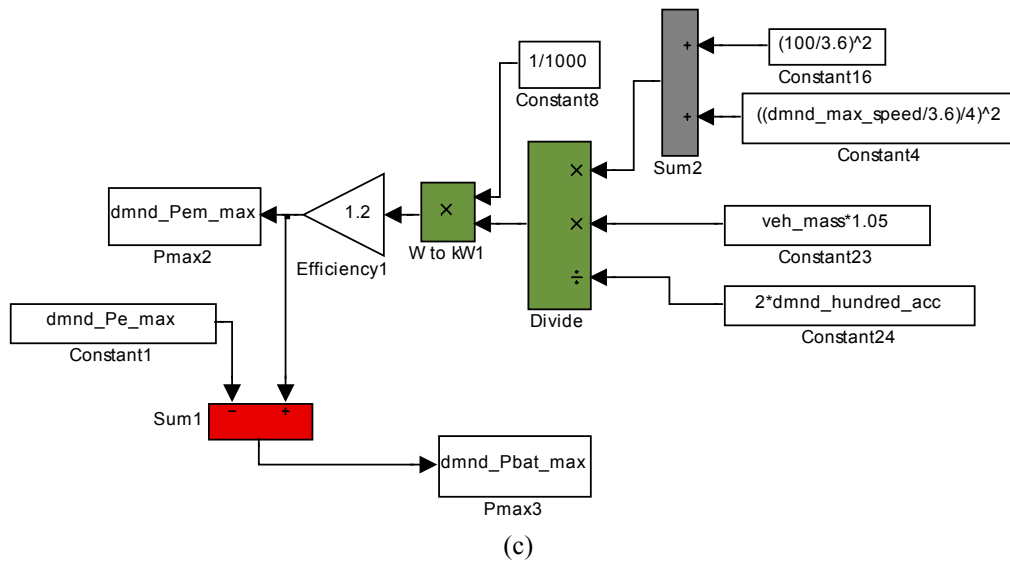 (100/3.6)^2
Constant16
1/1000
Constant8
+
+
((dmnd_max_speed/3.6)/4)^2
Constant4
Sum2
×
×
÷
Divide
veh_mass*1.05
Constant23
2*dmnd_hundred_acc
Constant24
×
W to kW1
1.2
Efficiency1
dmnd_Pem_max
Pmax2
dmnd_Pe_max
Constant1
Sum1
− +
dmnd_Pbat_max
Pmax3
(c)